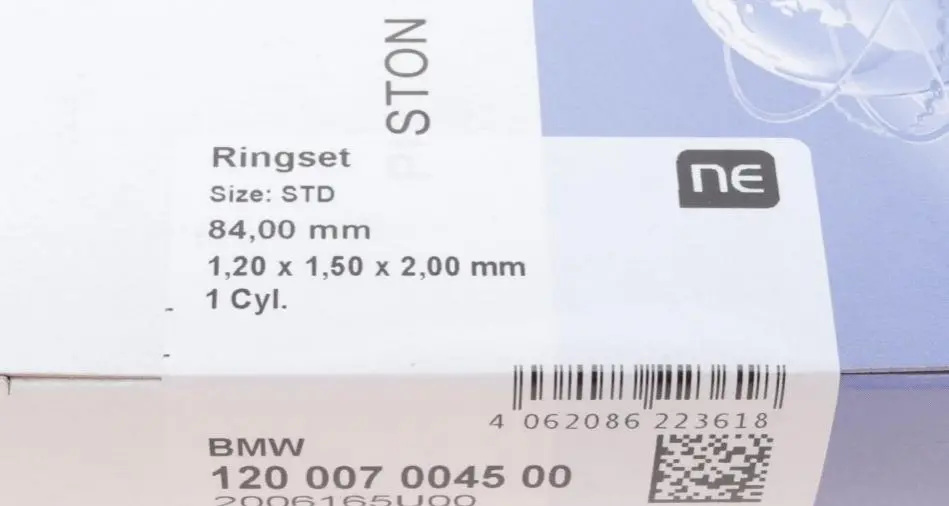 PISTON
Ringset
NE
Size: STD
84,00 mm
1,20 x 1,50 x 2,00 mm
1 Cyl.
4 062086 223618
BMW
120 007 0045 00
2006165U00